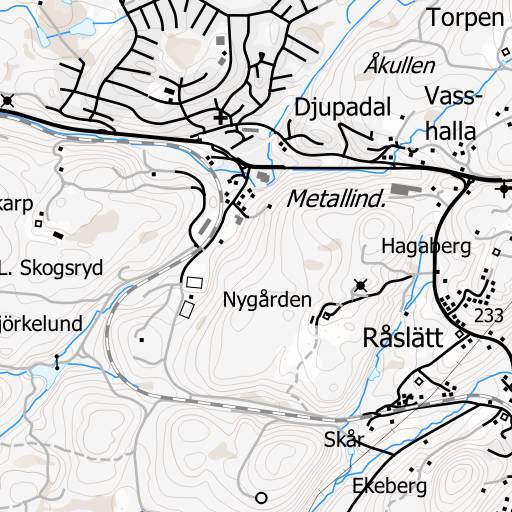 Torpen
Åkullen
Djupadal
Vass-
halla
Metallind.
karp
Hagaberg
L. Skogsryd
Nygården
jörkelund
233
Råslätt
Skår
Ekeberg